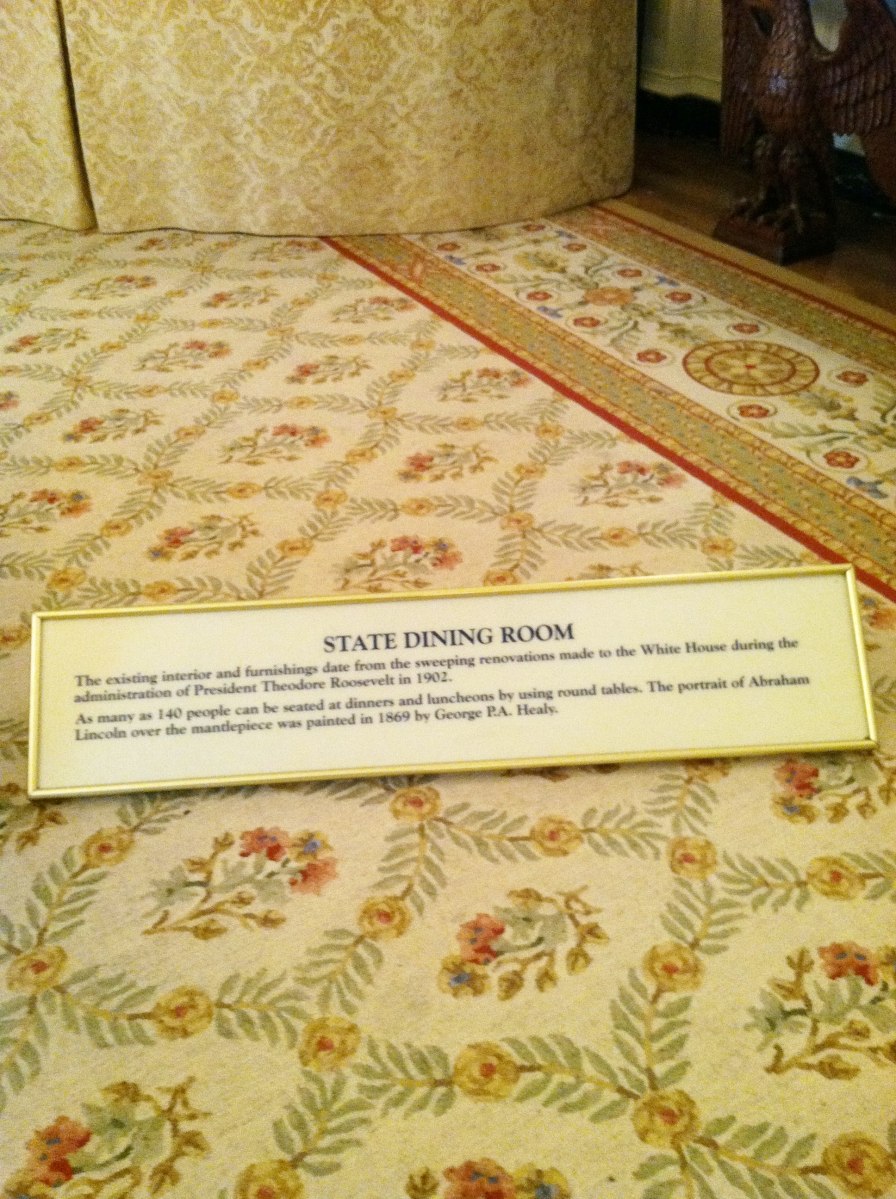 STATE DINING ROOM
The existing interior and furnishings date from the sweeping renovations made to the White House during the
administration of President Theodore Roosevelt in 1902.
As many as 140 people can be seated at dinners and luncheons by using round tables. The portrait of Abraham
Lincoln over the mantlepiece was painted in 1869 by George P.A. Healy.